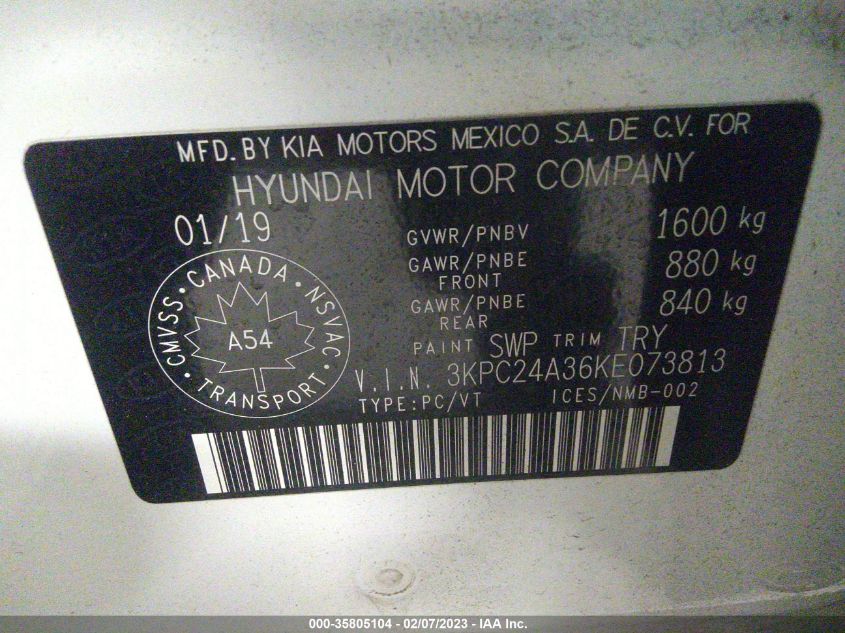 MFD. BY KIA MOTORS MEXICO S.A. DE C.V. FOR
HYUNDAI MOTOR COMPANY
01/19
GVWR/PNBV 1600 kg
GAWR/PNBE FRONT 880 kg
GAWR/PNBE REAR 840 kg
PAINT SWP TRIM TRY
V.I.N. 3KPC24A36KE073813
TYPE:PC/VT ICES/NMB-002
CMVSS · CANADA · NSVAC · TRANSPORT ·
A54
000-35805104 - 02/07/2023 - IAA Inc.